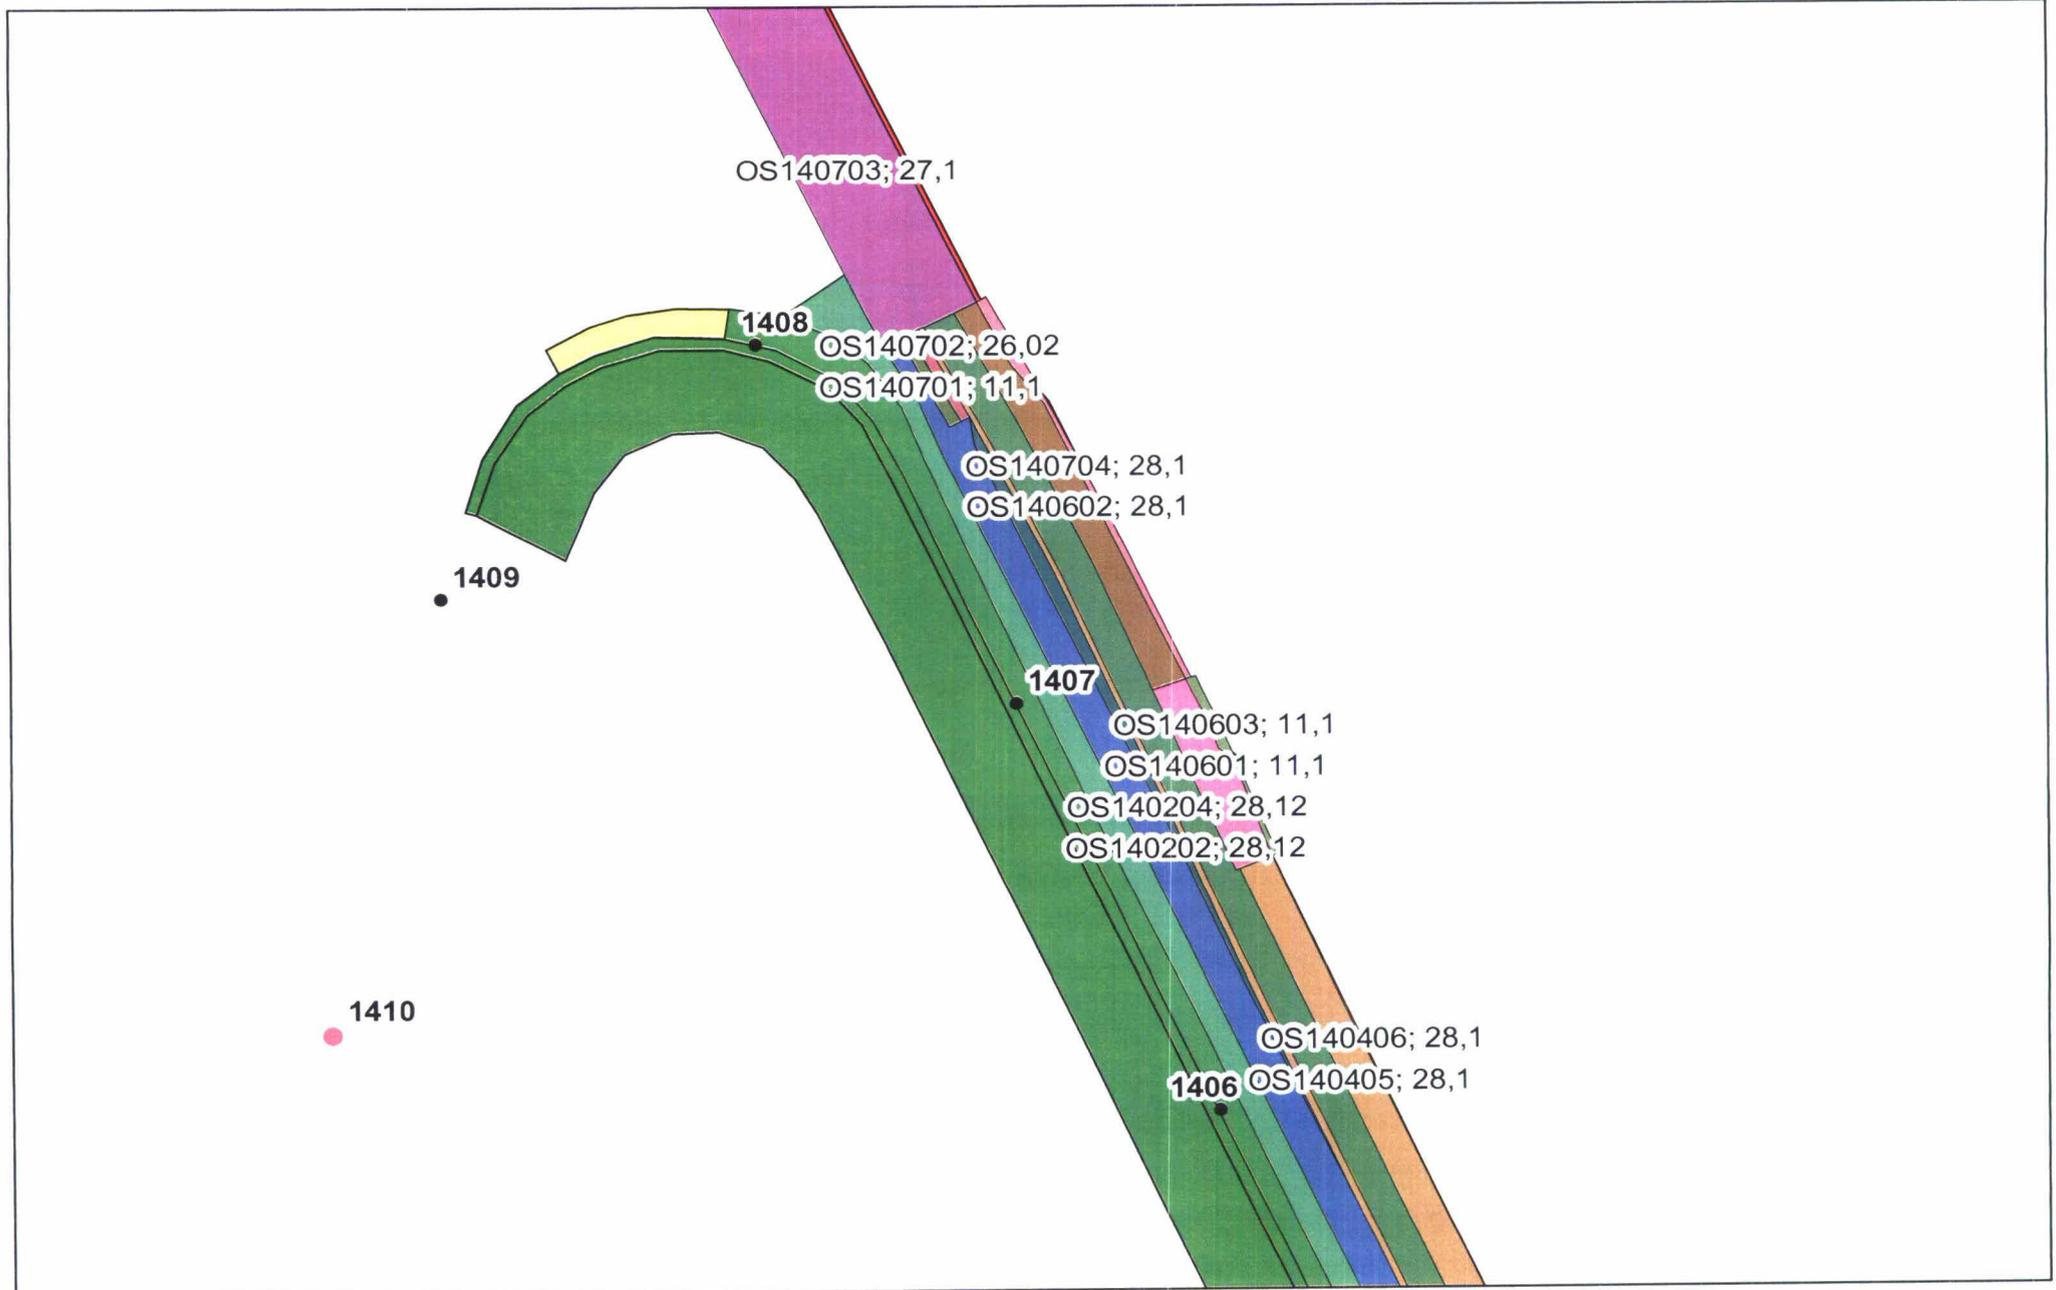 OS140703; 27,1
1408
OS140702; 26,02
OS140701; 11,1
OS140704; 28,1
OS140602; 28,1
1409
1407
OS140603; 11,1
OS140601; 11,1
OS140204; 28,12
OS140202; 28,12
1410
OS140406; 28,1
1406 OS140405; 28,1